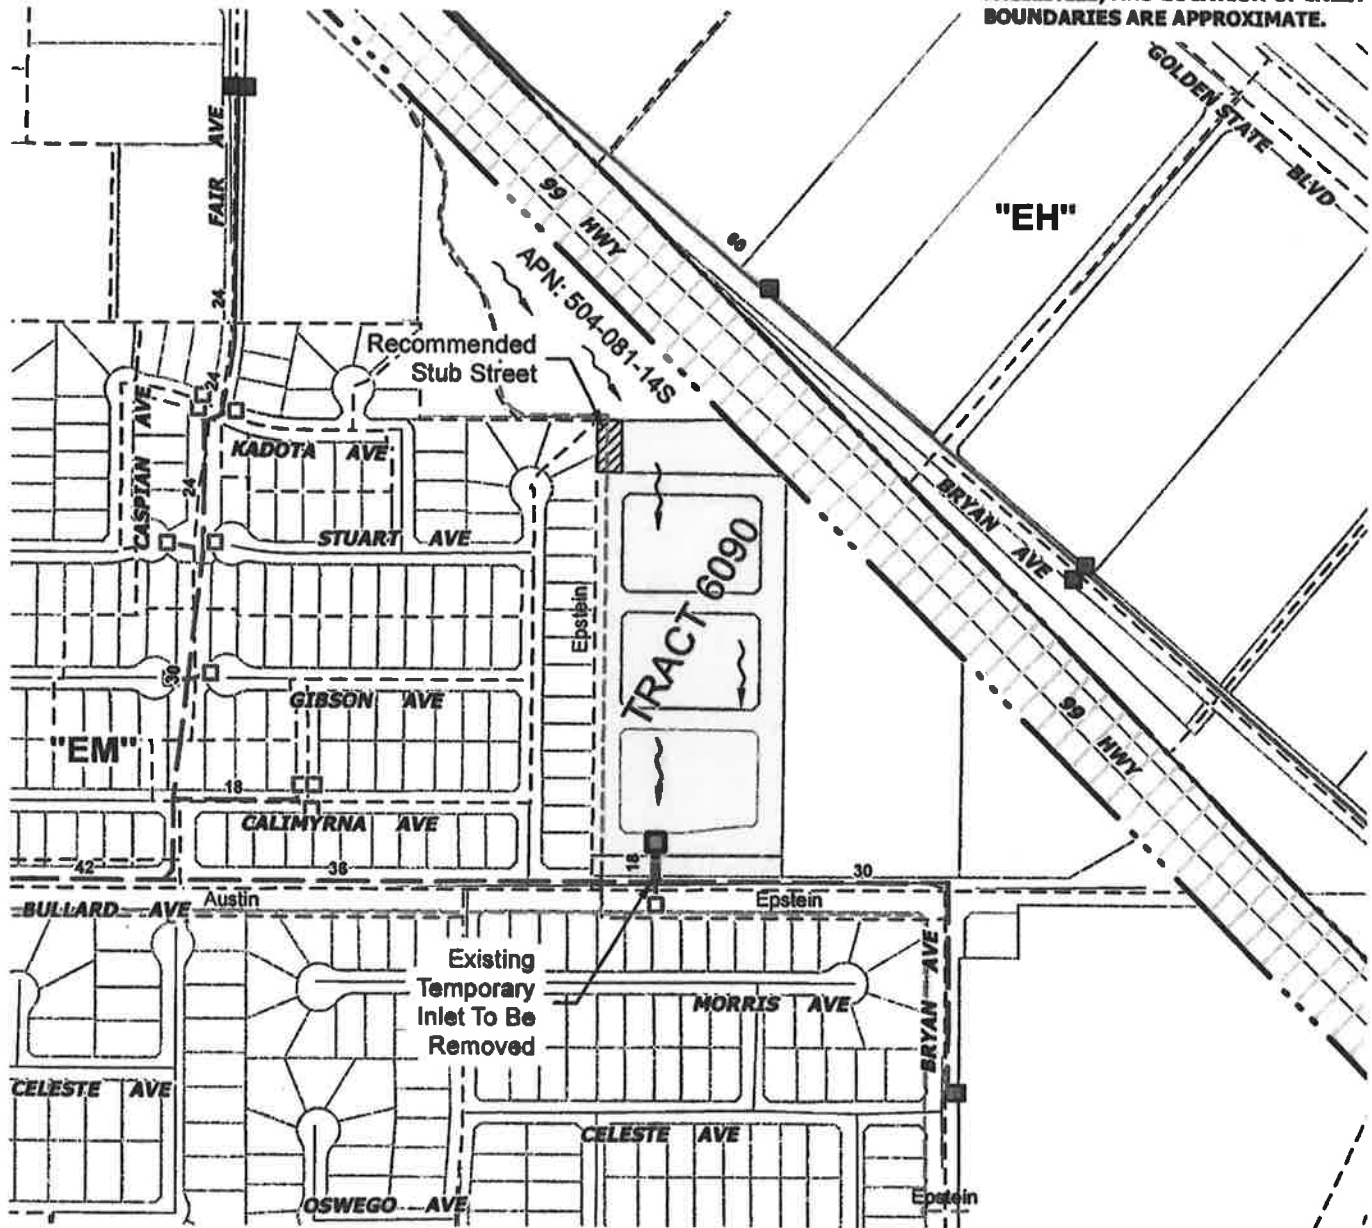 BOUNDARIES ARE APPROXIMATE.
GOLDEN STATE BLVD
FAIR AVE
"EH"
99 HWY
60
APN: 504-081-14S
24
Recommended
Stub Street
24
CASPIAN AVE
KADOTA AVE
24
STUART AVE
BRYAN AVE
TRACT 6090
Epstein
30
GIBSON AVE
99 HWY
"EM"
18
CALIMYRNA AVE
42
36
18
30
BULLARD AVE
Austin
Epstein
Existing
Temporary
Inlet To Be
Removed
MORRIS AVE
BRYAN AVE
CELESTE AVE
CELESTE AVE
OSWEGO AVE
Epstein